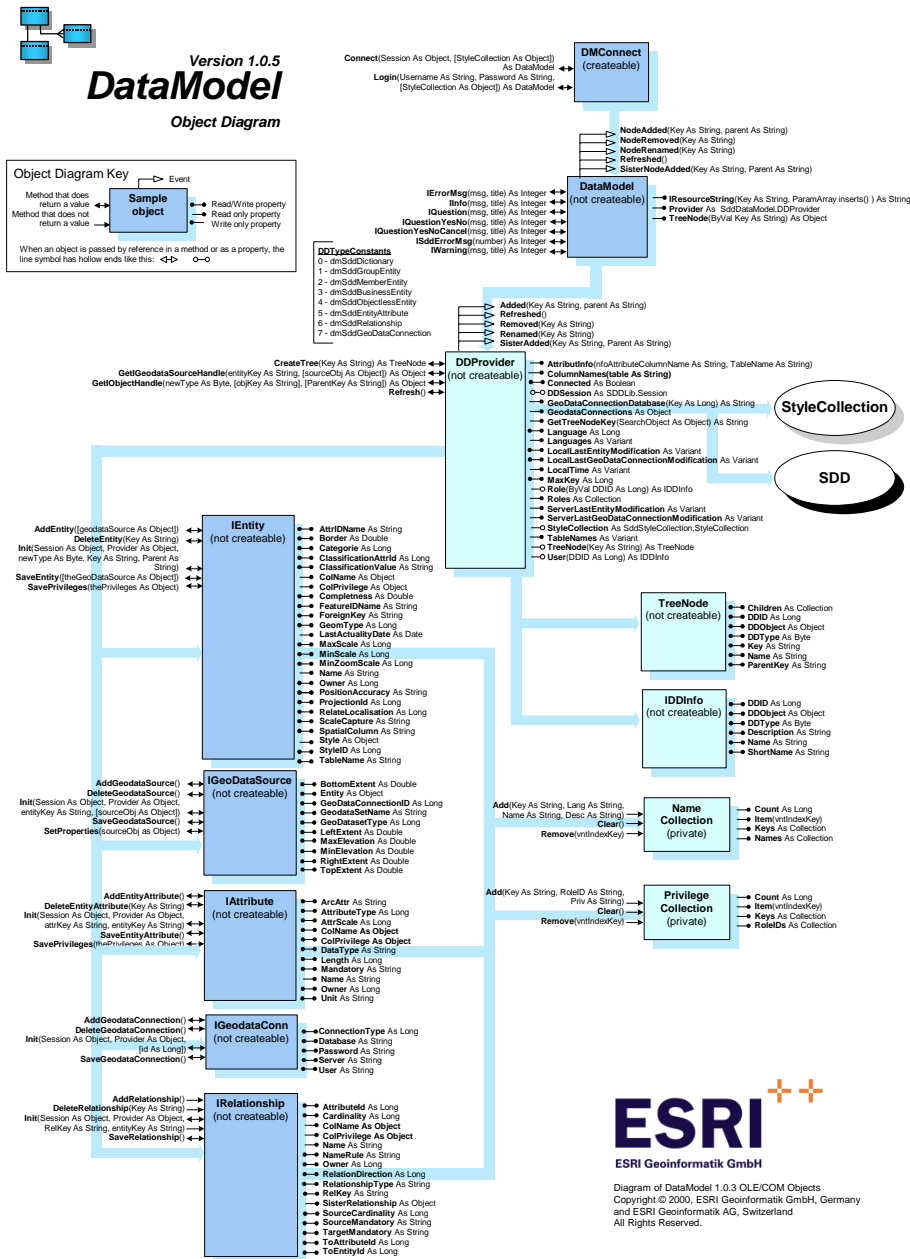 Version 1.0.5
DataModel
Object Diagram
Object Diagram Key
Event
Method that does
return a value
Method that does not
return a value
Sample
object
Read/Write property
Read only property
Write only property
When an object is passed by reference in a method or as a property, the
line symbol has hollow ends like this:
Connect(Session As Object, [StyleCollection As Object])
As DataModel
Login(Username As String, Password As String,
[StyleCollection As Object]) As DataModel
DMConnect
(createable)
NodeAdded(Key As String, parent As String)
NodeRemoved(Key As String)
NodeRenamed(Key As String)
Refreshed()
SisterNodeAdded(Key As String, Parent As String)
IErrorMsg(msg, title) As Integer
IInfo(msg, title) As Integer
IQuestion(msg, title) As Integer
IQuestionYesNo(msg, title) As Integer
IQuestionYesNoCancel(msg, title) As Integer
ISddErrorMsg(number) As Integer
IWarning(msg, title) As Integer
DataModel
(not createable)
IResourceString(Key As String, ParamArray inserts() ) As String
Provider As SddDataModel.DDProvider
TreeNode(ByVal Key As String) As Object
DDTypeConstants
0 - dmSddDictionary
1 - dmSddGroupEntity
2 - dmSddMemberEntity
3 - dmSddBusinessEntity
4 - dmSddObjectlessEntity
5 - dmSddEntityAttribute
6 - dmSddRelationship
7 - dmSddGeoDataConnection
Added(Key As String, parent As String)
Refreshed()
Removed(Key As String)
Renamed(Key As String)
SisterAdded(Key As String, Parent As String)
CreateTree(Key As String) As TreeNode
GetIGeodataSourceHandle(entityKey As String, [sourceObj As Object]) As Object
GetIObjectHandle(newType As Byte, [objKey As String], [ParentKey As String]) As Object
Refresh()
DDProvider
(not createable)
AttributInfo(nfoAttributeColumnName As String, TableName As String)
ColumnNames(table As String)
Connected As Boolean
DDSession As SDDLib.Session
GeoDataConnectionDatabase(Key As Long) As String
GeodataConnections As Object
GetTreeNodeKey(SearchObject As Object) As String
Language As Long
Languages As Variant
LocalLastEntityModification As Variant
LocalLastGeoDataConnectionModification As Variant
LocalTime As Variant
MaxKey As Long
Role(ByVal DDID As Long) As IDDInfo
Roles As Collection
ServerLastEntityModification As Variant
ServerLastGeoDataConnectionModification As Variant
StyleCollection As SddStyleCollection.StyleCollection
TableNames As Variant
TreeNode(Key As String) As TreeNode
User(DDID As Long) As IDDInfo
StyleCollection
SDD
AddEntity([geodataSource As Object])
DeleteEntity(Key As String)
Init(Session As Object, Provider As Object,
newType As Byte, Key As String, Parent As
String)
SaveEntity([theGeoDataSource As Object])
SavePrivileges(thePrivileges As Object)
IEntity
(not createable)
AttrIDName As String
Border As Double
Categorie As Long
ClassificationAttrId As Long
ClassificationValue As String
ColName As Object
ColPrivilege As Object
Completness As Double
FeatureIDName As String
ForeignKey As String
GeomType As Long
LastActualityDate As Date
MaxScale As Long
MinScale As Long
MinZoomScale As Long
Name As String
Owner As Long
PositionAccuracy As String
ProjectionId As Long
RelateLocalisation As Long
ScaleCapture As String
SpatialColumn As String
Style As Object
StyleID As Long
TableName As String
TreeNode
(not createable)
Children As Collection
DDID As Long
DDObject As Object
DDType As Byte
Key As String
Name As String
ParentKey As String
IDDInfo
(not createable)
DDID As Long
DDObject As Object
DDType As Byte
Description As String
Name As String
ShortName As String
AddGeodataSource()
DeleteGeodataSource()
Init(Session As Object, Provider As Object,
entityKey As String, [sourceObj As Object])
SaveGeodataSource()
SetProperties(sourceObj as Object)
IGeoDataSource
(not createable)
BottomExtent As Double
Entity As Object
GeoDataConnectionID As Long
GeodataSetName As String
GeoDatasetType As Long
LeftExtent As Double
MaxElevation As Double
MinElevation As Double
RightExtent As Double
TopExtent As Double
Add(Key As String, Lang As String,
Name As String, Desc As String)
Clear()
Remove(vntIndexKey)
Name
Collection
(private)
Count As Long
Item(vntIndexKey)
Keys As Collection
Names As Collection
AddEntityAttribute()
DeleteEntityAttribute(Key As String)
Init(Session As Object, Provider As Object,
attrKey As String, entityKey As String)
SaveEntityAttribute()
SavePrivileges(thePrivileges As Object)
IAttribute
(not createable)
ArcAttr As String
AttributeType As Long
AttrScale As Long
ColName As Object
ColPrivilege As Object
DataType As String
Length As Long
Mandatory As String
Name As String
Owner As Long
Unit As String
Add(Key As String, RoleID As String,
Priv As String)
Clear()
Remove(vntIndexKey)
Privilege
Collection
(private)
Count As Long
Item(vntIndexKey)
Keys As Collection
RoleIDs As Collection
AddGeodataConnection()
DeleteGeodataConnection()
Init(Session As Object, Provider As Object,
[id As Long])
SaveGeodataConnection()
IGeodataConn
(not createable)
ConnectionType As Long
Database As String
Password As String
Server As String
User As String
AddRelationship()
DeleteRelationship(Key As String)
Init(Session As Object, Provider As Object,
RelKey As String, entityKey As String)
SaveRelationship()
IRelationship
(not createable)
AttributeId As Long
Cardinality As Long
ColName As Object
ColPrivilege As Object
Name As String
NameRule As String
Owner As Long
RelationDirection As Long
RelationshipType As String
RelKey As String
SisterRelationship As Object
SourceCardinality As Long
SourceMandatory As String
TargetMandatory As String
ToAttributeId As Long
ToEntityId As Long
ESRI
ESRI Geoinformatik GmbH
Diagram of DataModel 1.0.3 OLE/COM Objects
Copyright © 2000, ESRI Geoinformatik GmbH, Germany
and ESRI Geoinformatik AG, Switzerland
All Rights Reserved.